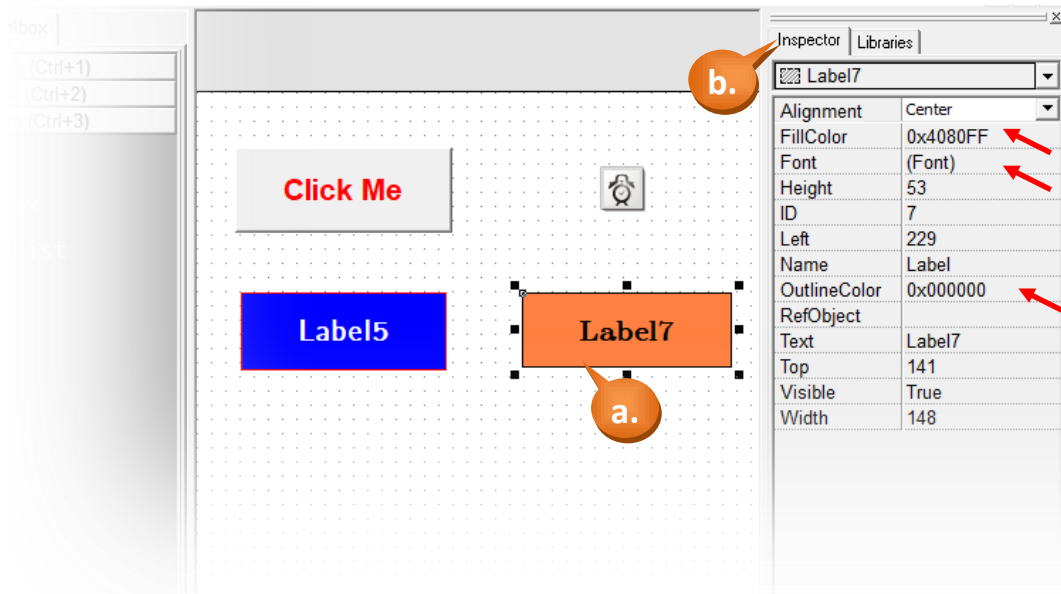 lbox
(Ctrl+1)
(Ctrl+2)
(Ctrl+3)
Click Me
Label5
Label7
a.
b.
Inspector
Libraries
x
Label7
Alignment Center
FillColor 0x4080FF
Font (Font)
Height 53
ID 7
Left 229
Name Label
OutlineColor 0x000000
RefObject
Text Label7
Top 141
Visible True
Width 148